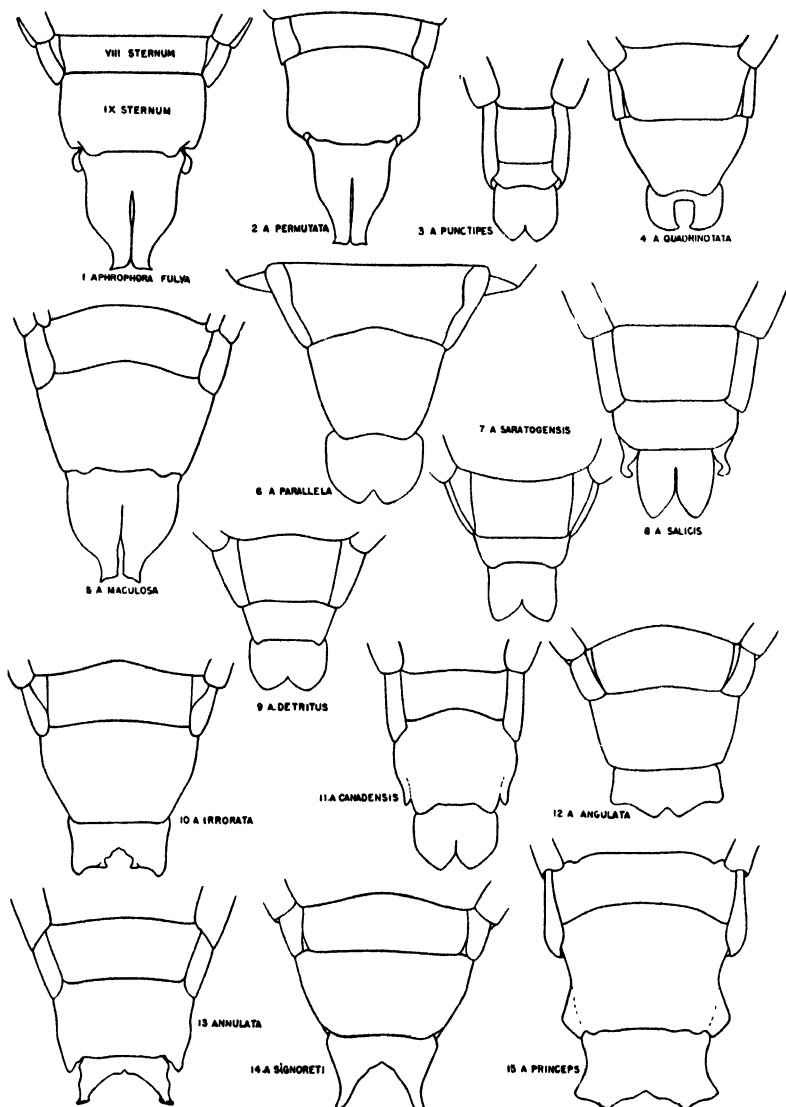 VIII STERNUM
IX STERNUM
1 APHROPHORA FULVA
2 A PERMUTATA
3 A PUNCTIPES
4 A QUADRINOTATA
5 A MACULOSA
6 A PARALLELA
7 A SARATOGENSIS
8 A SALICIS
9 A. DETRITUS
10 A IRRORATA
11. A CANADENSIS
12 A ANGULATA
13 ANNULATA
14. A SIGNORETI
15 A PRINCEPS